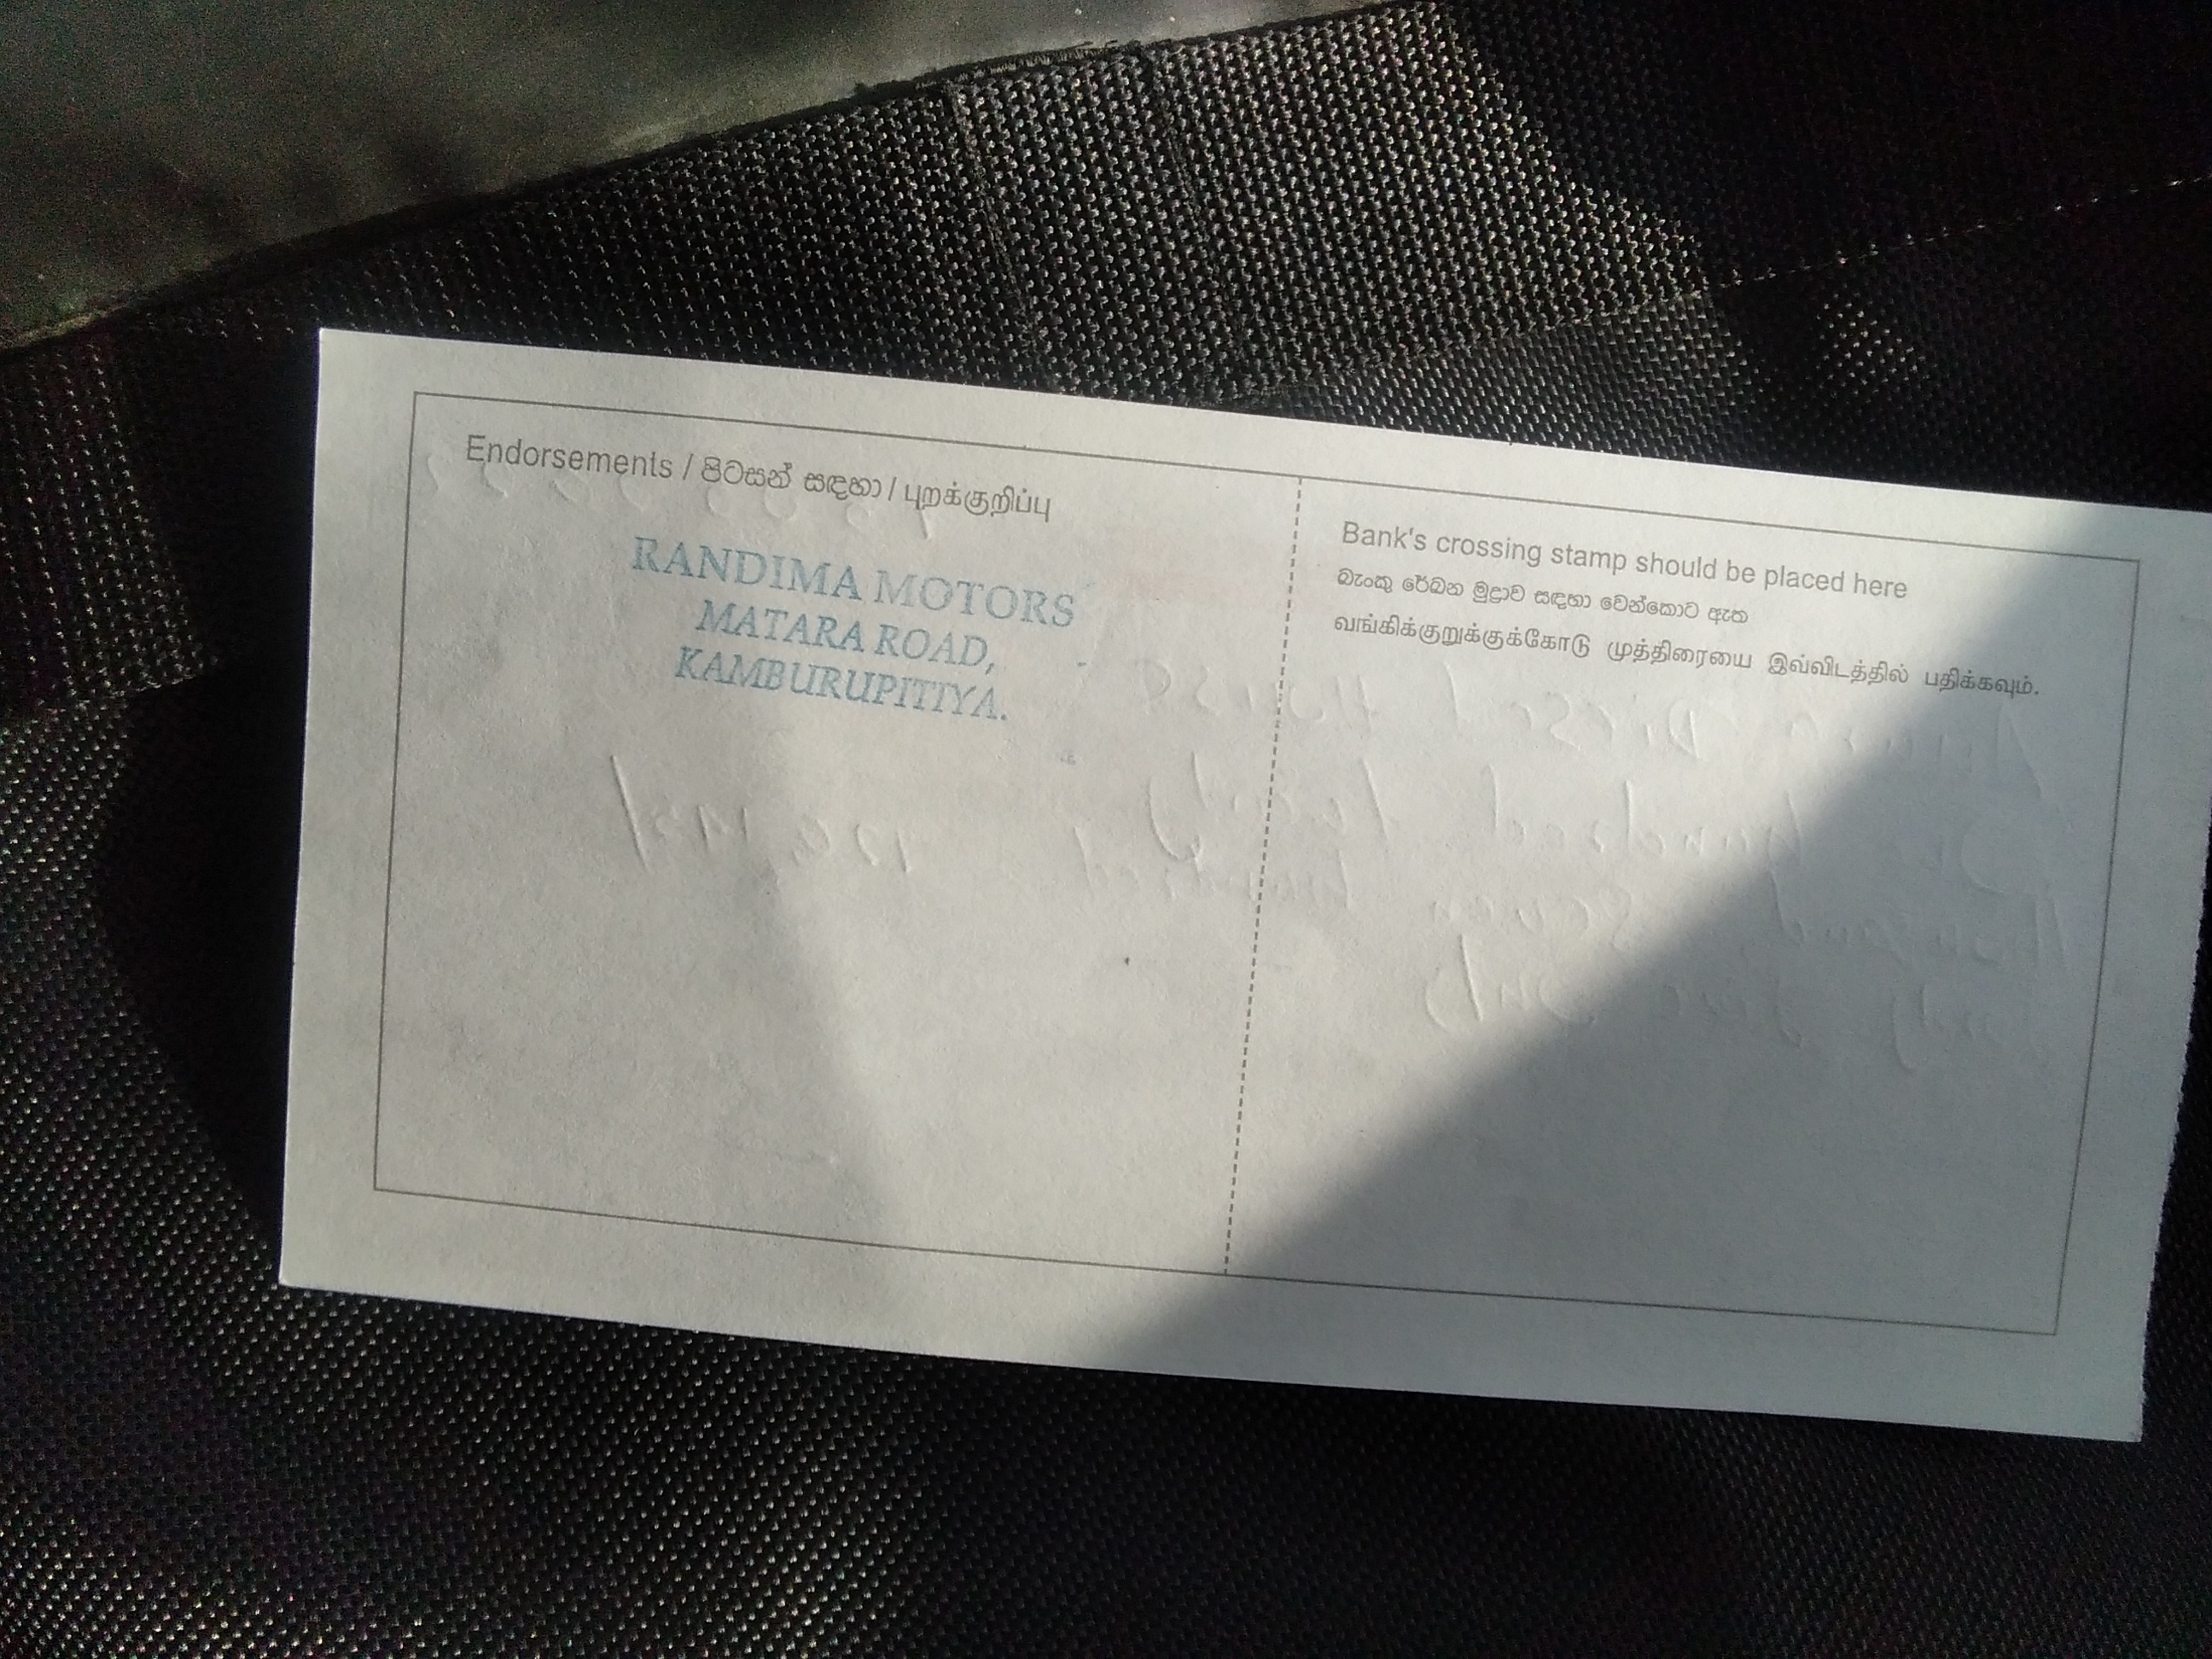 Endorsements / පිටසන් සඳහා / புறக்குறிப்பு
RANDIMA MOTORS
MATARA ROAD,
KAMBURUPITIYA.
Bank's crossing stamp should be placed here
බැංකු රේඛන මුද්‍රාව සඳහා වෙන්කොට ඇත
வங்கிக்குறுக்குக்கோடு முத்திரையை இவ்விடத்தில் பதிக்கவும்.